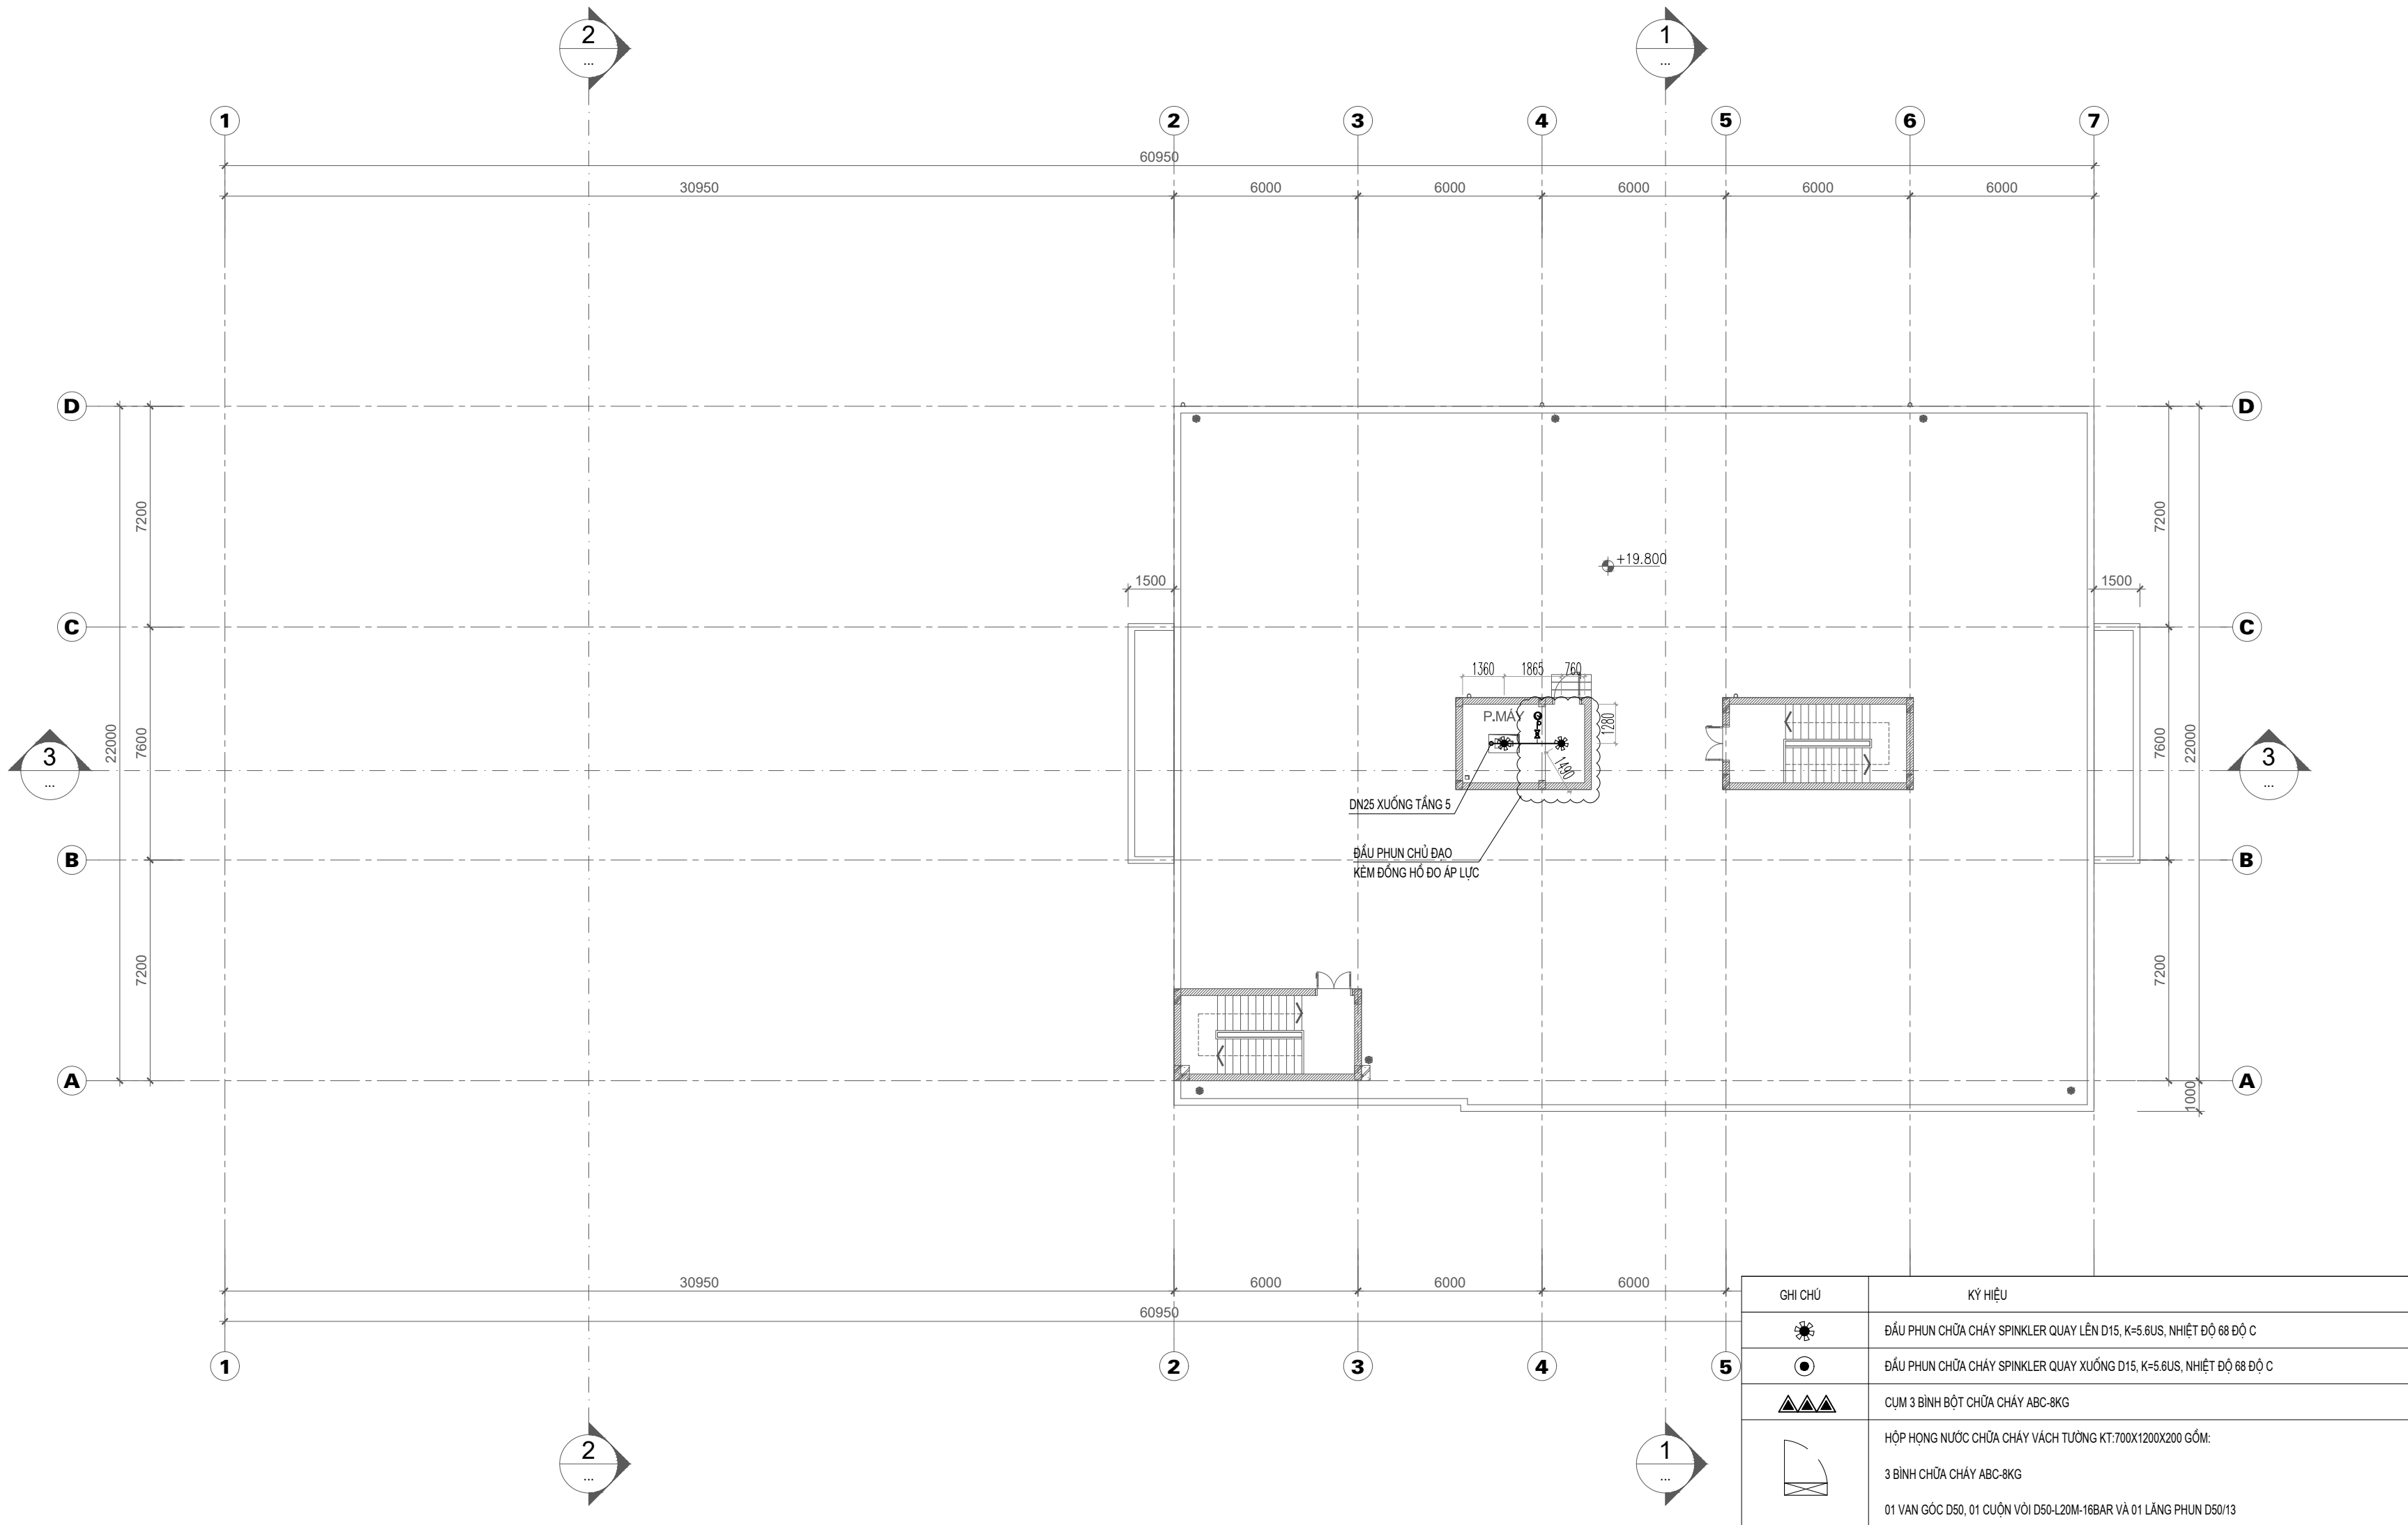 2
...
1
...
1
2
3
4
5
6
7
60950
30950
6000
6000
6000
6000
6000
D
D
7200
7200
+19.800
1500
1500
C
C
1360
1865
760
P.MÁY
1280
1490
22000
7600
7600
22000
3
...
3
...
DN25 XUỐNG TẦNG 5
ĐẦU PHUN CHỦ ĐẠO
KÈM ĐỒNG HỒ ĐO ÁP LỰC
B
B
7200
7200
A
A
1000
30950
6000
6000
6000
60950
1
2
3
4
5
2
...
1
...
GHI CHÚ
KÝ HIỆU
ĐẦU PHUN CHỮA CHÁY SPINKLER QUAY LÊN D15, K=5.6US, NHIỆT ĐỘ 68 ĐỘ C
ĐẦU PHUN CHỮA CHÁY SPINKLER QUAY XUỐNG D15, K=5.6US, NHIỆT ĐỘ 68 ĐỘ C
CỤM 3 BÌNH BỘT CHỮA CHÁY ABC-8KG
HỘP HỌNG NƯỚC CHỮA CHÁY VÁCH TƯỜNG KT:700X1200X200 GỒM:
3 BÌNH CHỮA CHÁY ABC-8KG
01 VAN GÓC D50, 01 CUỘN VÒI D50-L20M-16BAR VÀ 01 LĂNG PHUN D50/13